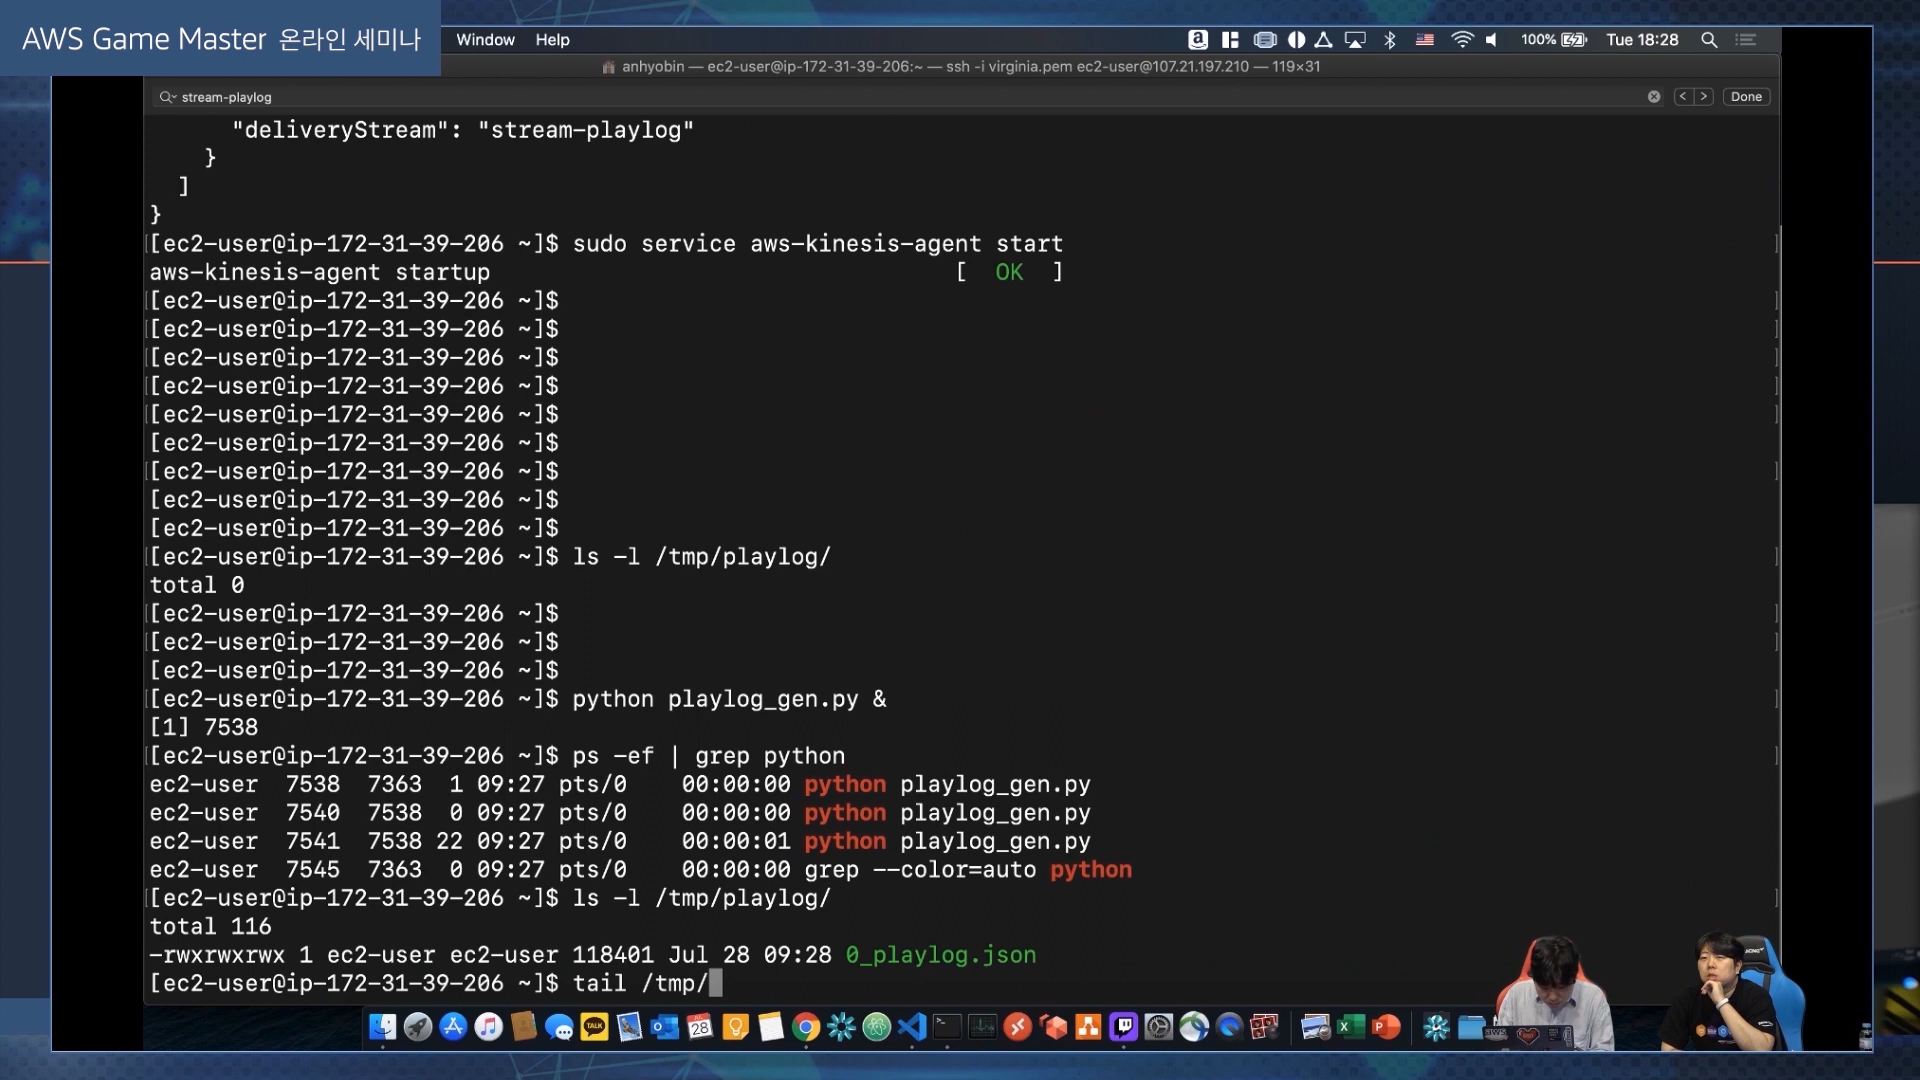 AWS Game Master 온라인 세미나
Window Help
100% Tue 18:28
anhyobin — ec2-user@ip-172-31-39-206:~ — ssh -i virginia.pem ec2-user@107.21.197.210 — 119×31
stream-playlog
Done
"deliveryStream": "stream-playlog"
}
]
}
[ec2-user@ip-172-31-39-206 ~]$ sudo service aws-kinesis-agent start
aws-kinesis-agent startup [ OK ]
[ec2-user@ip-172-31-39-206 ~]$
[ec2-user@ip-172-31-39-206 ~]$
[ec2-user@ip-172-31-39-206 ~]$
[ec2-user@ip-172-31-39-206 ~]$
[ec2-user@ip-172-31-39-206 ~]$
[ec2-user@ip-172-31-39-206 ~]$
[ec2-user@ip-172-31-39-206 ~]$
[ec2-user@ip-172-31-39-206 ~]$
[ec2-user@ip-172-31-39-206 ~]$
[ec2-user@ip-172-31-39-206 ~]$ ls -l /tmp/playlog/
total 0
[ec2-user@ip-172-31-39-206 ~]$
[ec2-user@ip-172-31-39-206 ~]$
[ec2-user@ip-172-31-39-206 ~]$
[ec2-user@ip-172-31-39-206 ~]$ python playlog_gen.py &
[1] 7538
[ec2-user@ip-172-31-39-206 ~]$ ps -ef | grep python
ec2-user 7538 7363 1 09:27 pts/0 00:00:00 python playlog_gen.py
ec2-user 7540 7538 0 09:27 pts/0 00:00:00 python playlog_gen.py
ec2-user 7541 7538 22 09:27 pts/0 00:00:01 python playlog_gen.py
ec2-user 7545 7363 0 09:27 pts/0 00:00:00 grep --color=auto python
[ec2-user@ip-172-31-39-206 ~]$ ls -l /tmp/playlog/
total 116
-rwxrwxrwx 1 ec2-user ec2-user 118401 Jul 28 09:28 0_playlog.json
[ec2-user@ip-172-31-39-206 ~]$ tail /tmp/
TALK
28
aws